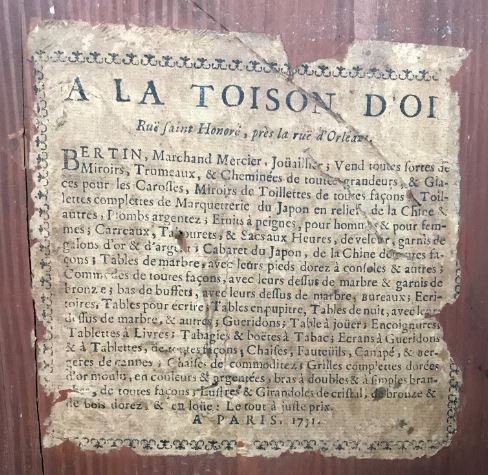 A LA TOISON D'O
Ruë saint Honoré, près la ruë d'Orleans
BERTIN, Marchand Mercier, Joüaillier; Vend toutes sortes de
Miroirs, Trumeaux, & Cheminées de toutes grandeurs, & Gla-
ces pour les Carosses, Miroirs de Toillettes de toutes façons & Toil-
lettes complettes de Marquetterie du Japon en relief, de la Chine &
autres; Plombs argentez; Etuits à peignes, pour homme & pour fem-
mes; Carreaux, Tabourets, & Sacs aux Heures, de velour, garnis de
galons d'or & d'argent; Cabaret du Japon, de la Chine de toutes fa-
çons; Tables de marbre, avec leurs pieds dorez à consoles & autres;
Commodes de toutes façons, avec leurs dessus de marbre & garnis de
bronze; bas de buffets, avec leurs dessus de marbre, Bureaux; Ecri-
toires, Tables pour écrire; Tables en pupitre, Tables de nuit, avec leurs
dessus de marbre, & autres; Gueridons; Table à joüer; Encoignures
Tablettes à Livres; Tabagies & boëtes à Tabac; Ecrans à Gueridons
& à Tablettes, de toutes façons; Chaises, Fauteüils, Canapé, & ber-
geres de cannes; Chaises de commoditez; Grilles complettes dorées
d'or moulu, en couleurs & argentées, bras à doubles & à simples bran-
de toutes façons; Lustres & Girandoles de cristal, de bronze &
de bois dorez, & en loüe: Le tout à juste prix.
A PARIS, 1731.